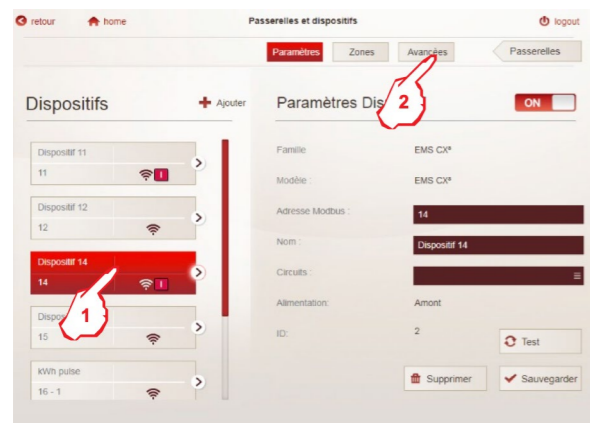 retour
home
Passerelles et dispositifs
logout
Paramètres
Zones
Avancées
Passerelles
Dispositifs
Ajouter
Paramètres Dis
ON
2
Dispositif 11
11
I
Dispositif 12
12
Dispositif 14
14
I
Dispos
15
1
kWh pulse
16 - 1
Famille
EMS CX³
Modèle :
EMS CX³
Adresse Modbus :
14
Nom :
Dispositif 14
Circuits :
Alimentation:
Amont
ID:
2
Test
Supprimer
Sauvegarder